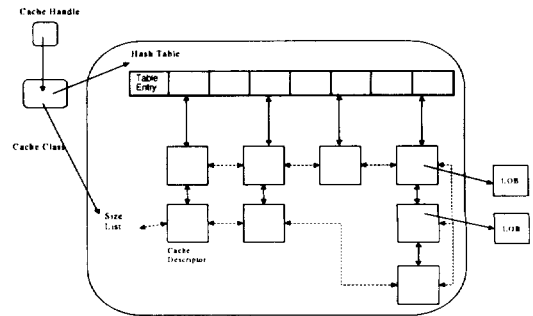 Cache Handle
Hash Table
Table
Entry
Cache Class
LOB
Size
List
LOB
Cache
Descriptor